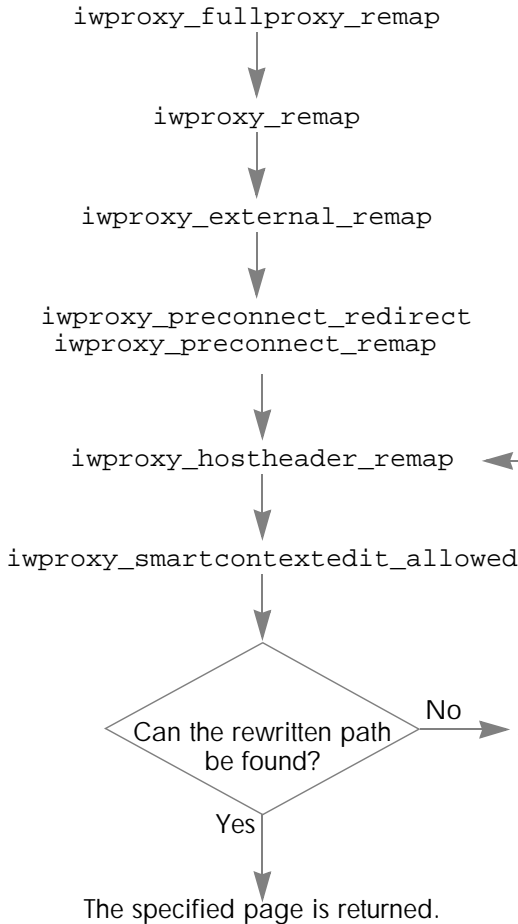 iwproxy_fullproxy_remap
iwproxy_remap
iwproxy_external_remap
iwproxy_preconnect_redirect
iwproxy_preconnect_remap
iwproxy_hostheader_remap
iwproxy_smartcontextedit_allowed
Can the rewritten path
be found?
No
Yes
The specified page is returned.